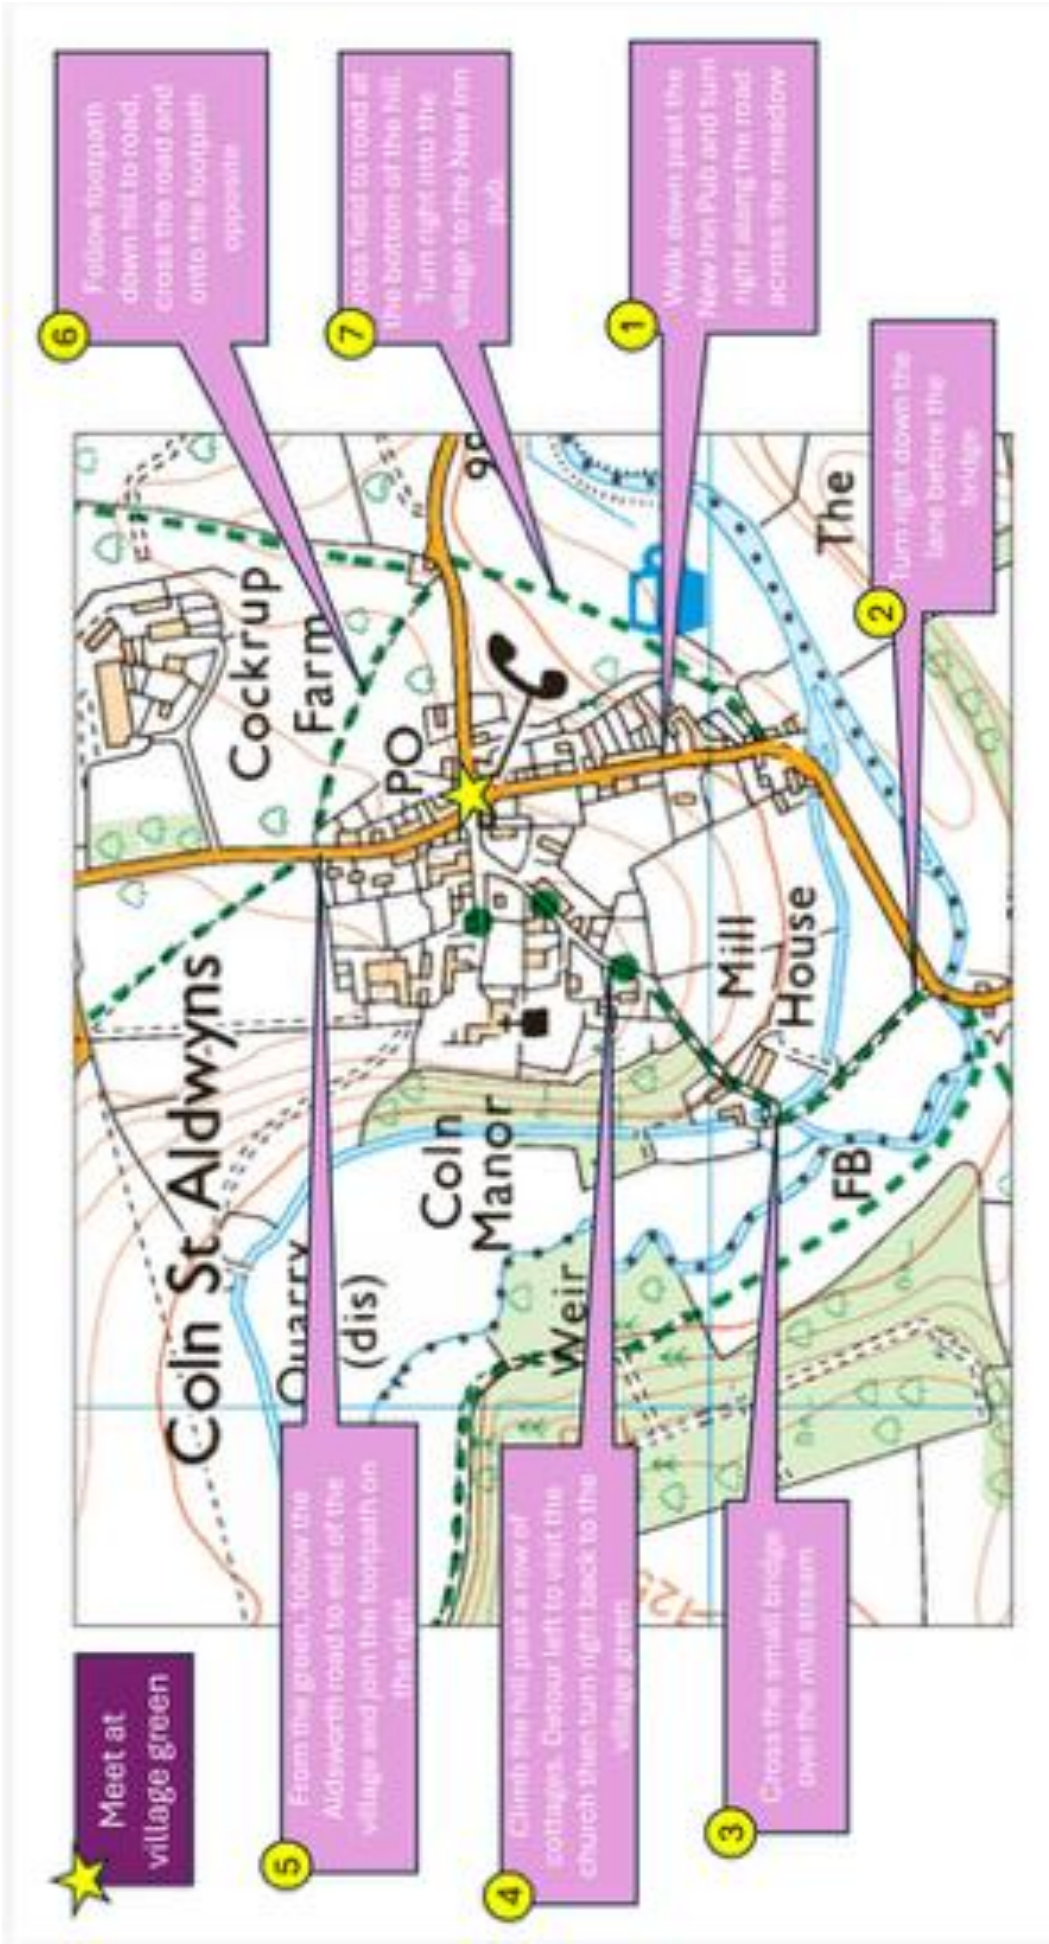 Meet at
village green
5
From the green, follow the
Aldsworth road to end of the
village and join the footpath on
the right
4
Climb the hill past a row of
cottages. Detour left to visit the
church then turn right back to the
village green
3
Cross the small bridge
over the mill stream
6
Follow footpath
down hill to road,
cross the road and
onto the footpath
opposite
7
ross field to road at
the bottom of the hill.
Turn right into the
village to the New Inn
pub
1
Walk down past the
New Inn Pub and turn
right along the road
across the meadow
2
Turn right down the
lane before the
bridge
Coln St Aldwyns
Cockrup
Farm
PO
Quarry
(dis)
Coln
Manor
Weir
Mill
House
FB
The
98
125